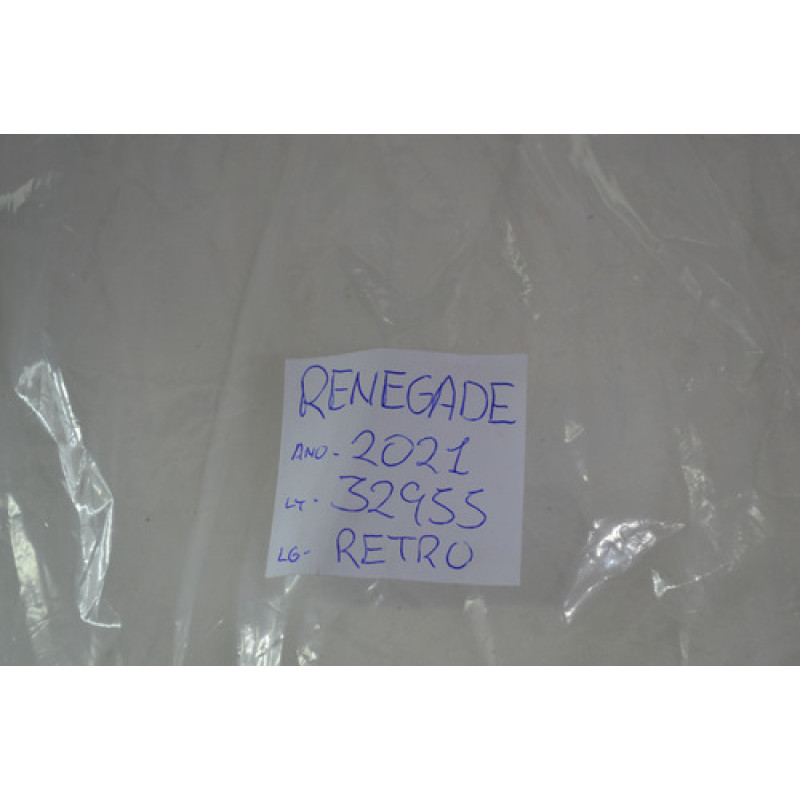 RENEGADE
ANO - 2021
LT - 32955
LG - RETRO